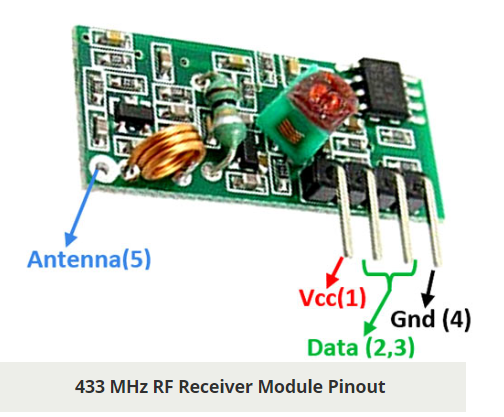 Antenna(5)
Vcc(1)
Gnd (4)
Data (2,3)
433 MHz RF Receiver Module Pinout